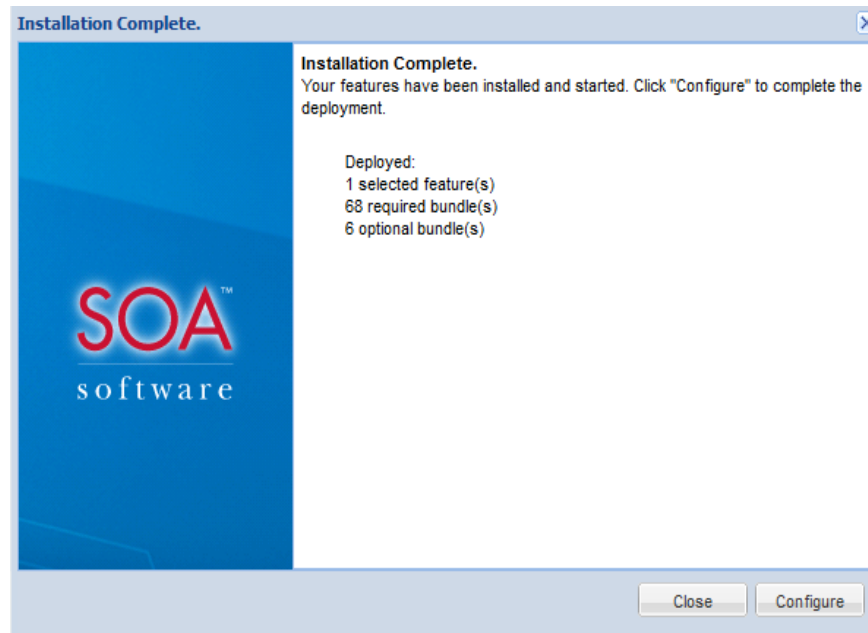 Installation Complete.
Installation Complete.
Your features have been installed and started. Click "Configure" to complete the
deployment.
Deployed:
1 selected feature(s)
68 required bundle(s)
6 optional bundle(s)
SOA™
software
Close
Configure